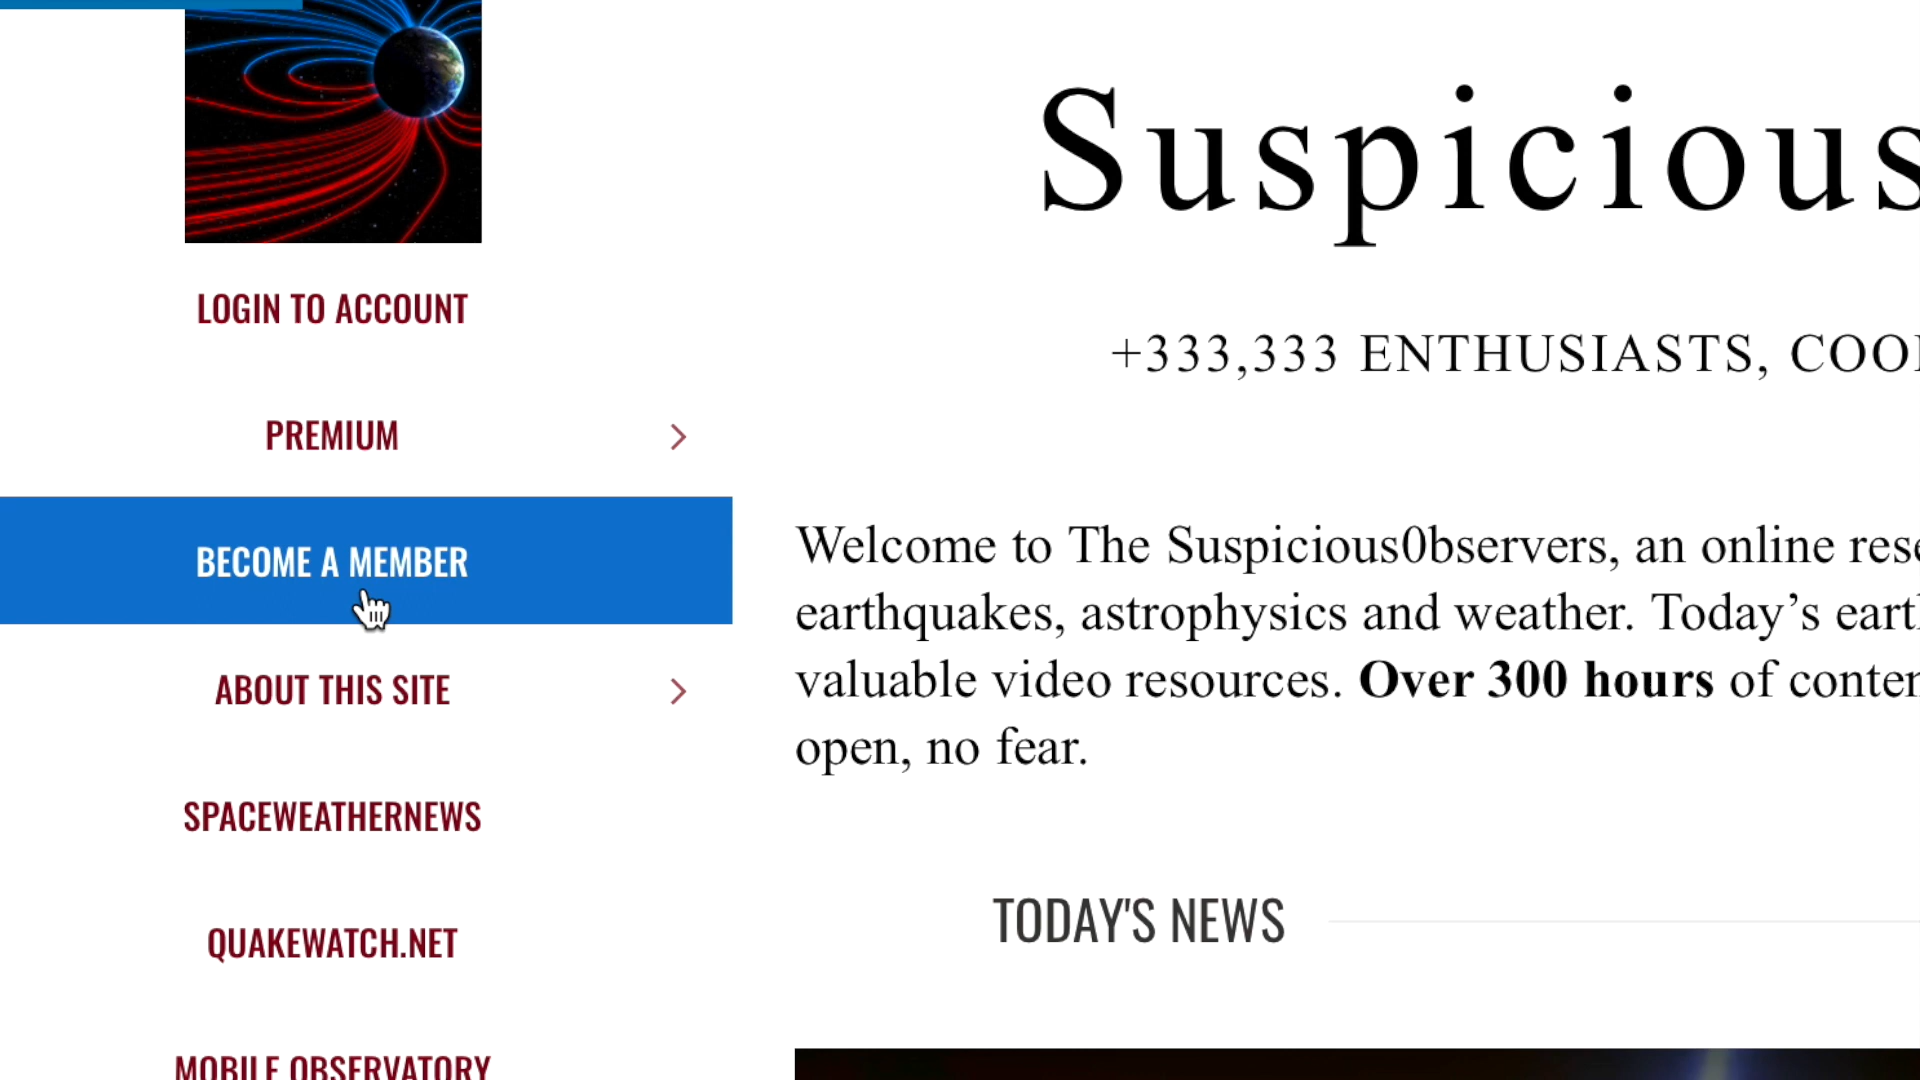 LOGIN TO ACCOUNT
PREMIUM
BECOME A MEMBER
ABOUT THIS SITE
SPACEWEATHERNEWS
QUAKEWATCH.NET
MOBILE OBSERVATORY
Suspicious
+333,333 ENTHUSIASTS,
Welcome to The Suspicious0bservers, an online
earthquakes, astrophysics and weather. Today’s
valuable video resources. Over 300 hours of
open, no fear.
TODAY'S NEWS